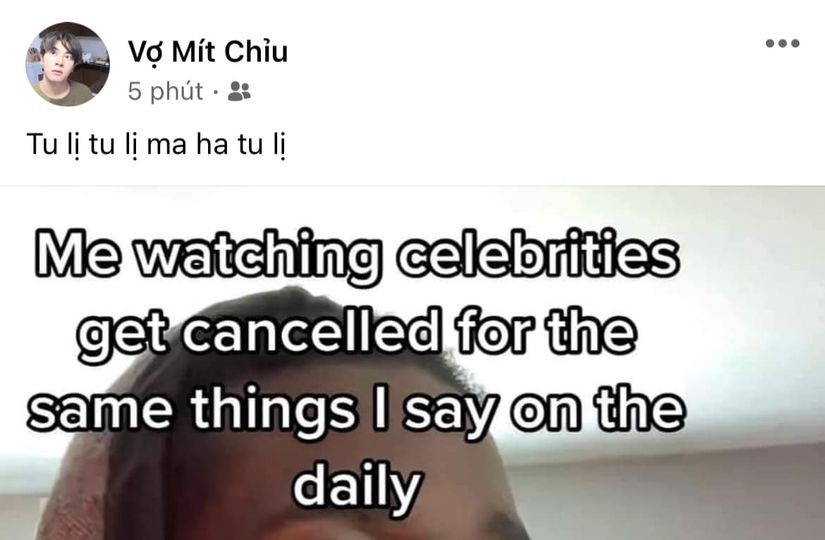 Vợ Mít Chỉu
5 phút ·
Tu lị tu lị ma ha tu lị
Me watching celebrities
get cancelled for the
same things I say on the
daily